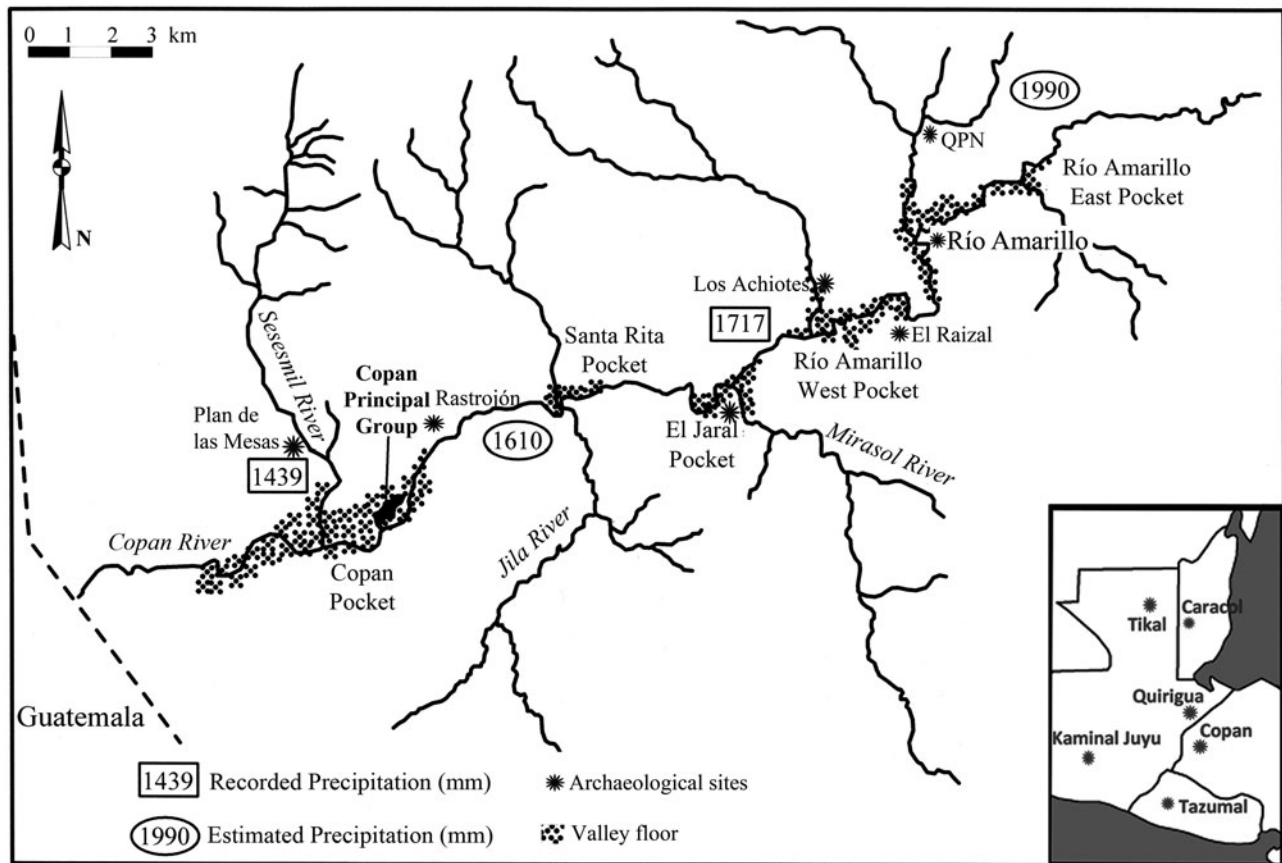 0 1 2 3 km
N
1990
QPN
Río Amarillo
East Pocket
Río Amarillo
Los Achiotes
1717
El Raizal
Río Amarillo
West Pocket
Santa Rita
Pocket
Sesesmil River
Copan
Principal
Group
Rastrojón
Plan de
las Mesas
1439
1610
El Jaral
Pocket
Mirasol River
Copan River
Copan
Pocket
Jila River
Guatemala
1439 Recorded Precipitation (mm)
Archaeological sites
1990 Estimated Precipitation (mm)
Valley floor
Tikal
Caracol
Quirigua
Copan
Kaminal Juyu
Tazumal